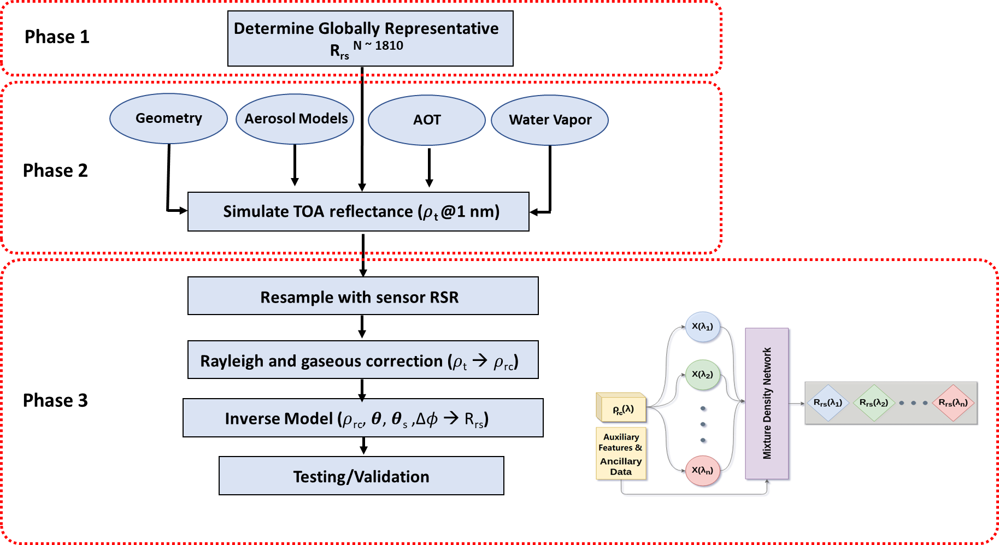 Phase 1
Determine Globally Representative
Rrs N ~ 1810
Phase 2
Geometry
Aerosol Models
AOT
Water Vapor
Simulate TOA reflectance (ρt @1 nm)
Phase 3
Resample with sensor RSR
Rayleigh and gaseous correction (ρt → ρrc)
Inverse Model (ρrc, θ, θs ,Δϕ → Rrs)
Testing/Validation
ρrc(λ)
Auxiliary
Features &
Ancillary
Data
X(λ1)
X(λ2)
X(λn)
Mixture Density Network
Rrs(λ1)
Rrs(λ2)
Rrs(λn)